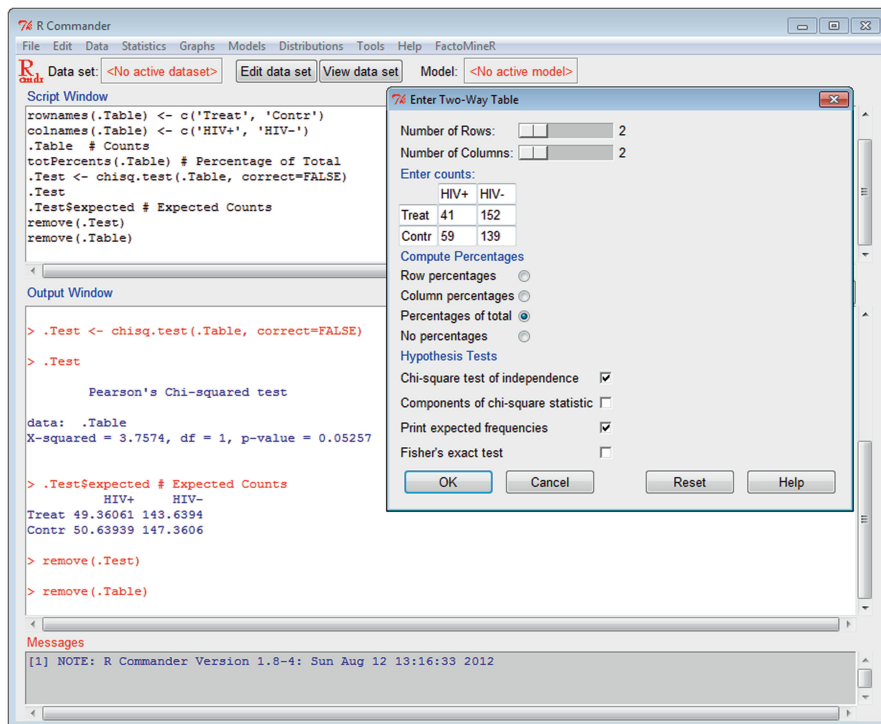 R Commander
File Edit Data Statistics Graphs Models Distributions Tools Help FactoMineR
R cmdr Data set: <No active dataset> Edit data set View data set Model: <No active model>
Script Window
rownames(.Table) <- c('Treat', 'Contr')
colnames(.Table) <- c('HIV+', 'HIV-')
.Table # Counts
totPercents(.Table) # Percentage of Total
.Test <- chisq.test(.Table, correct=FALSE)
.Test
.Test$expected # Expected Counts
remove(.Test)
remove(.Table)
Output Window
> .Test <- chisq.test(.Table, correct=FALSE)
> .Test
Pearson's Chi-squared test
data: .Table
X-squared = 3.7574, df = 1, p-value = 0.05257
> .Test$expected # Expected Counts
HIV+ HIV-
Treat 49.36061 143.6394
Contr 50.63939 147.3606
> remove(.Test)
> remove(.Table)
Messages
[1] NOTE: R Commander Version 1.8-4: Sun Aug 12 13:16:33 2012
Enter Two-Way Table
Number of Rows: 2
Number of Columns: 2
Enter counts:
HIV+ HIV-
Treat 41 152
Contr 59 139
Compute Percentages
Row percentages
Column percentages
Percentages of total
No percentages
Hypothesis Tests
Chi-square test of independence
Components of chi-square statistic
Print expected frequencies
Fisher's exact test
OK Cancel Reset Help